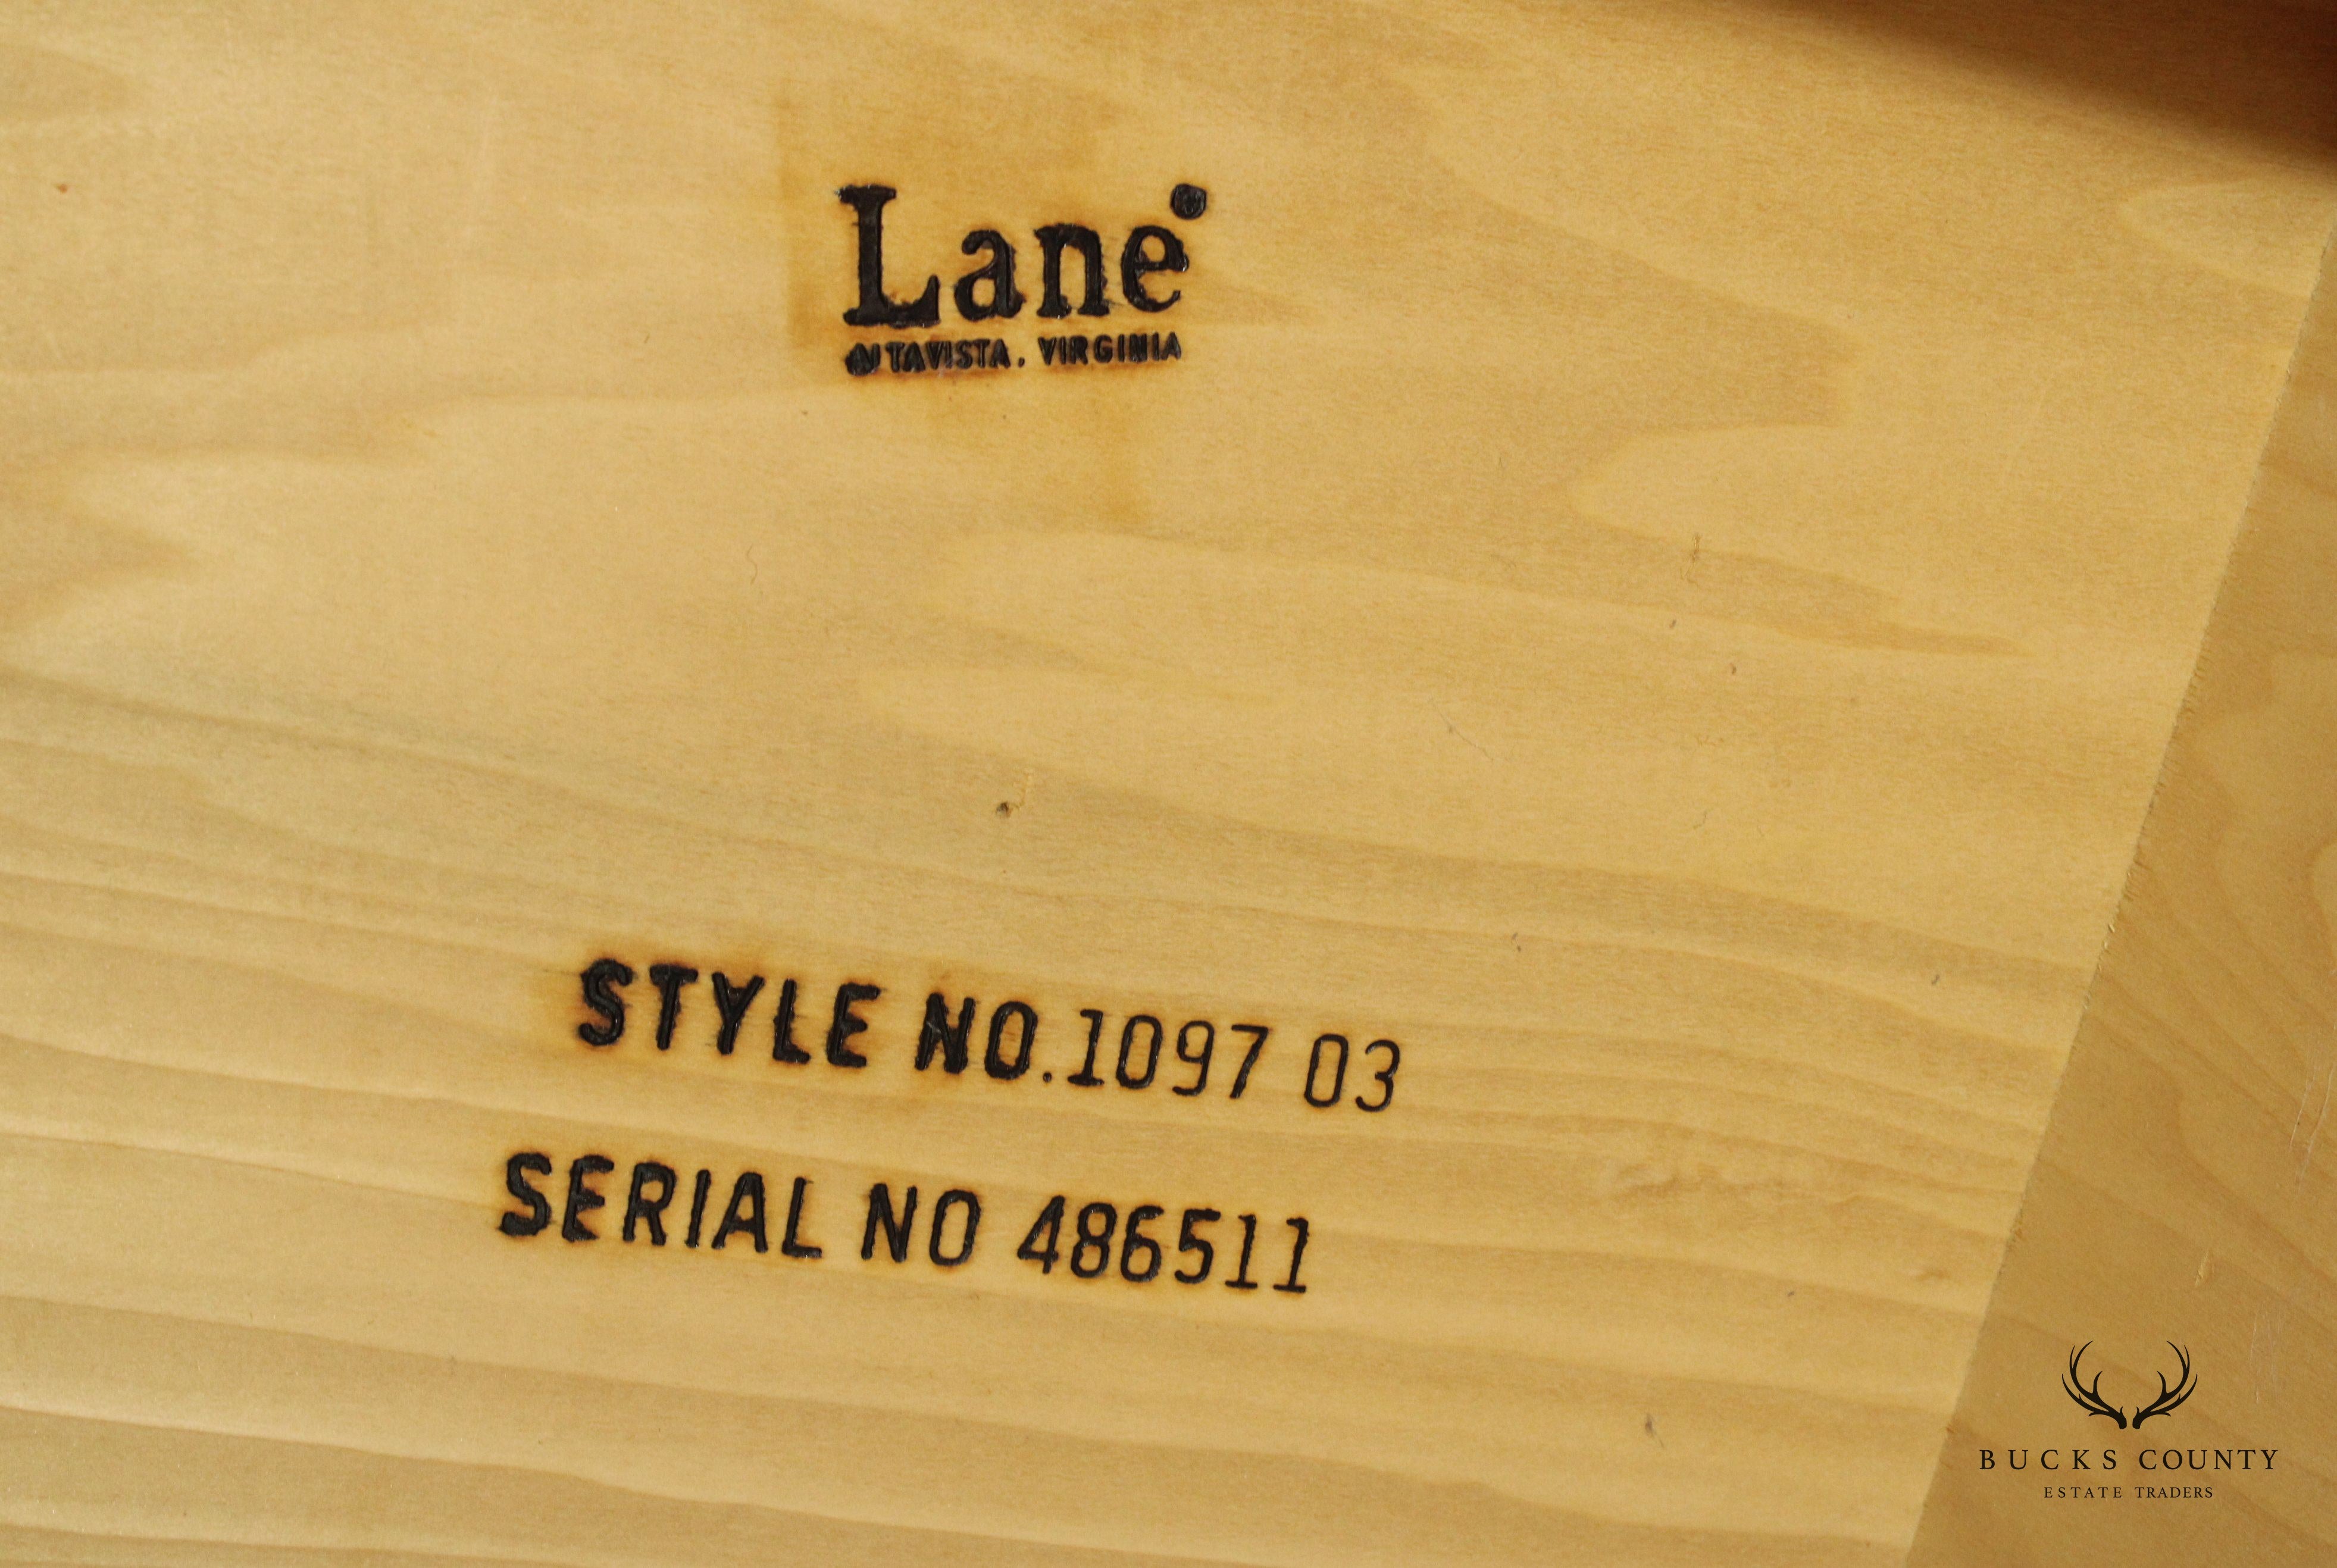 Lane®
ALTAVISTA, VIRGINIA
STYLE NO.1097 03
SERIAL NO 486511
BUCKS COUNTY
ESTATE TRADERS